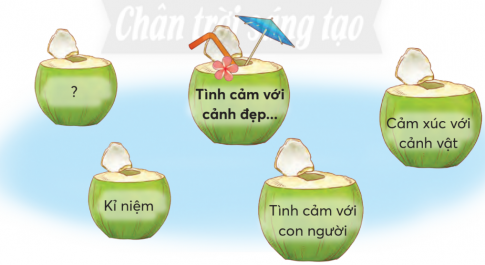 Chân trời sáng tạo
?
Tình cảm với
cảnh đẹp...
Cảm xúc với
cảnh vật
Kỉ niệm
Tình cảm với
con người